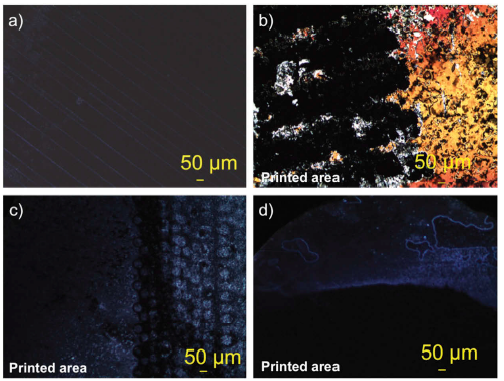 a)
50 μm
b)
50 μm
Printed area
c)
50 μm
Printed area
d)
50 μm
Printed area